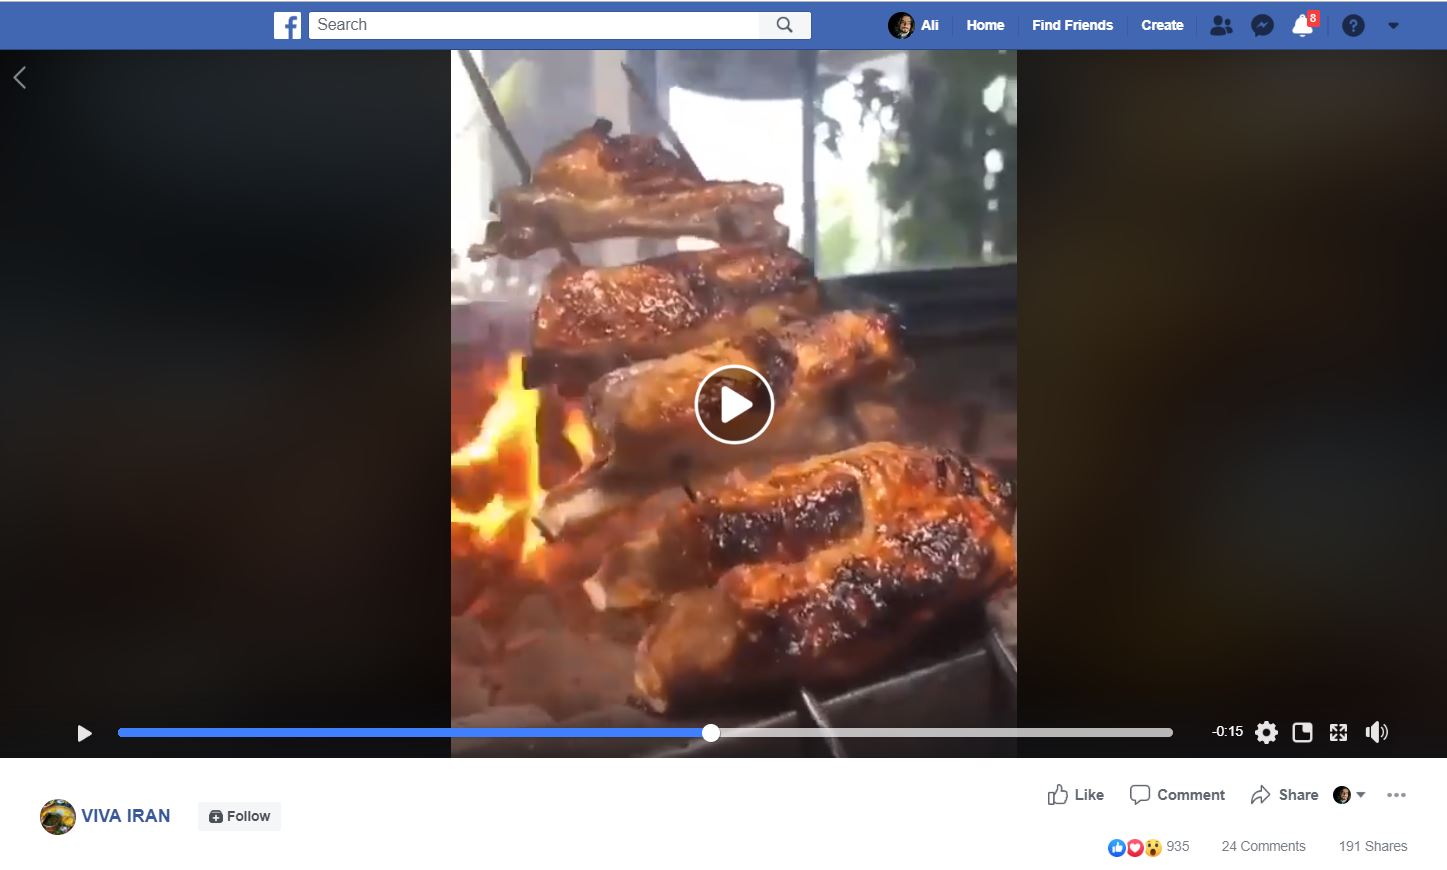 f Search Ali Home Find Friends Create 8 ?
-0:15
VIVA IRAN Follow Like Comment Share
935 24 Comments 191 Shares